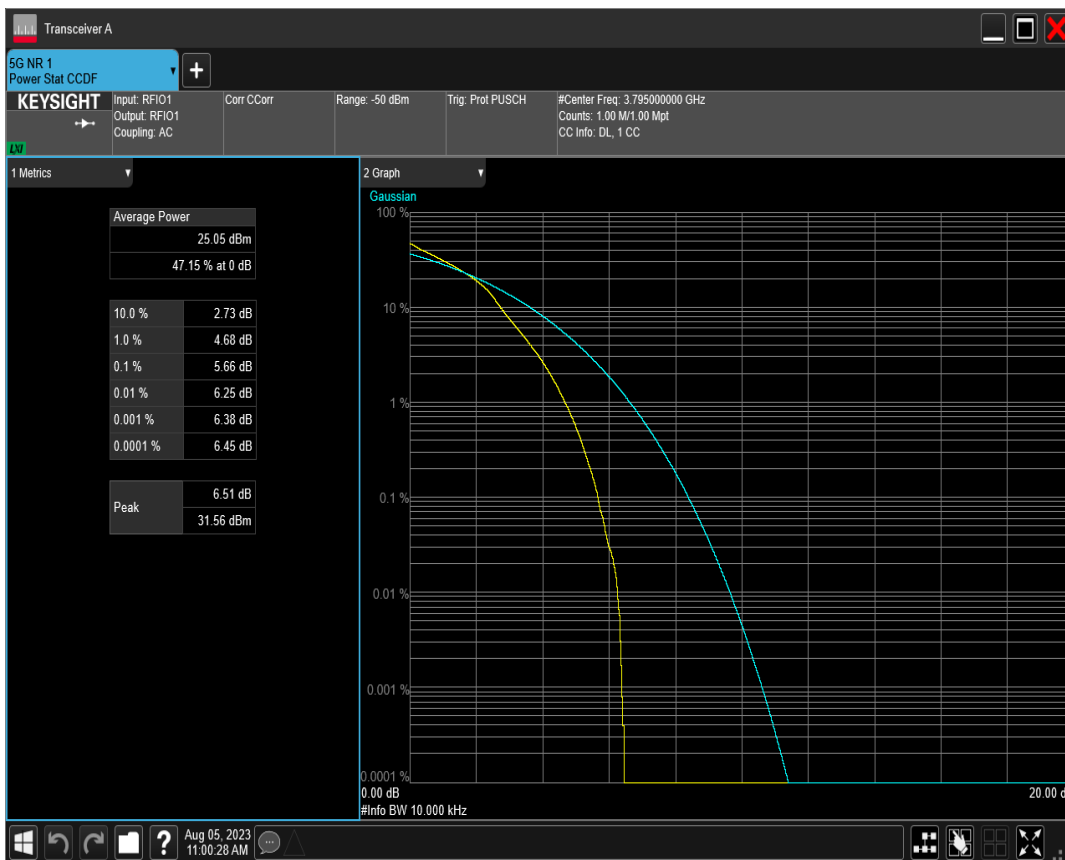 Transceiver A
5G NR 1
Power Stat CCDF
+
KEYSIGHT
LXI
Input: RFIO1
Output: RFIO1
Coupling: AC
Corr CCorr
Range: -50 dBm
Trig: Prot PUSCH
#Center Freq: 3.795000000 GHz
Counts: 1.00 M/1.00 Mpt
CC Info: DL, 1 CC
1 Metrics
Average Power
25.05 dBm
47.15 % at 0 dB
10.0 % 2.73 dB
1.0 % 4.68 dB
0.1 % 5.66 dB
0.01 % 6.25 dB
0.001 % 6.38 dB
0.0001 % 6.45 dB
Peak
6.51 dB
31.56 dBm
2 Graph
Gaussian
100 %
10 %
1 %
0.1 %
0.01 %
0.001 %
0.0001 %
0.00 dB
20.00 d
#Info BW 10.000 kHz
?
Aug 05, 2023
11:00:28 AM